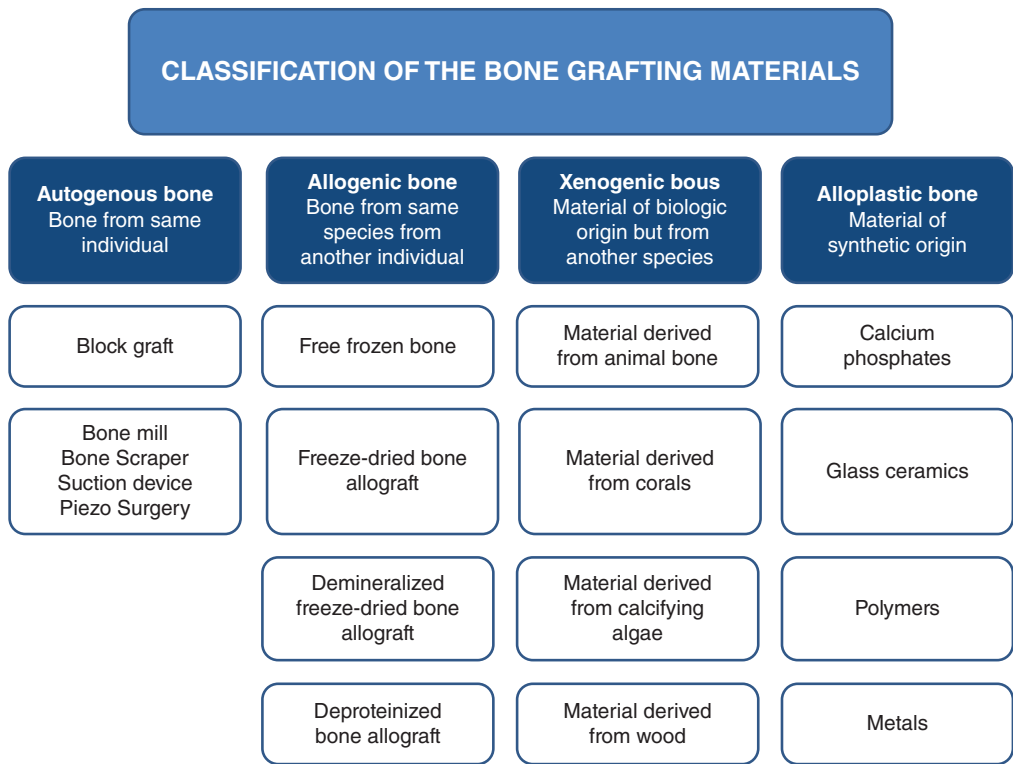 CLASSIFICATION OF THE BONE GRAFTING MATERIALS
Autogenous bone
Bone from same
individual
Allogenic bone
Bone from same
species from
another individual
Xenogenic bous
Material of biologic
origin but from
another species
Alloplastic bone
Material of
synthetic origin
Block graft
Free frozen bone
Material derived
from animal bone
Calcium
phosphates
Bone mill
Bone Scraper
Suction device
Piezo Surgery
Freeze-dried bone
allograft
Material derived
from corals
Glass ceramics
Demineralized
freeze-dried bone
allograft
Material derived
from calcifying
algae
Polymers
Deproteinized
bone allograft
Material derived
from wood
Metals